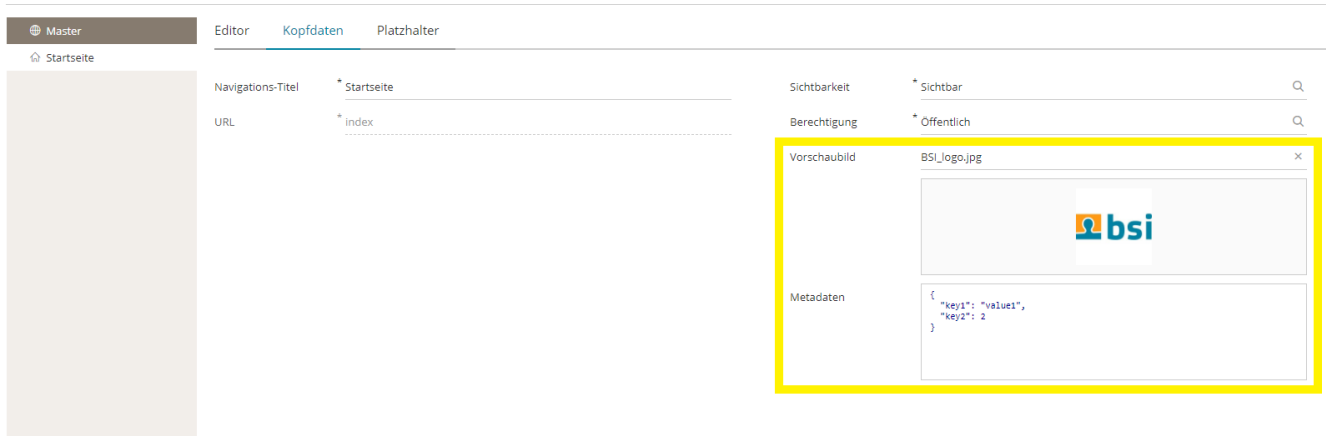 Master
Startseite
Editor Kopfdaten Platzhalter
Navigations-Titel * Startseite
URL * index
Sichtbarkeit * Sichtbar
Berechtigung * Öffentlich
Vorschaubild BSI_logo.jpg
bsi
Metadaten
{
"key1": "value1",
"key2": 2
}